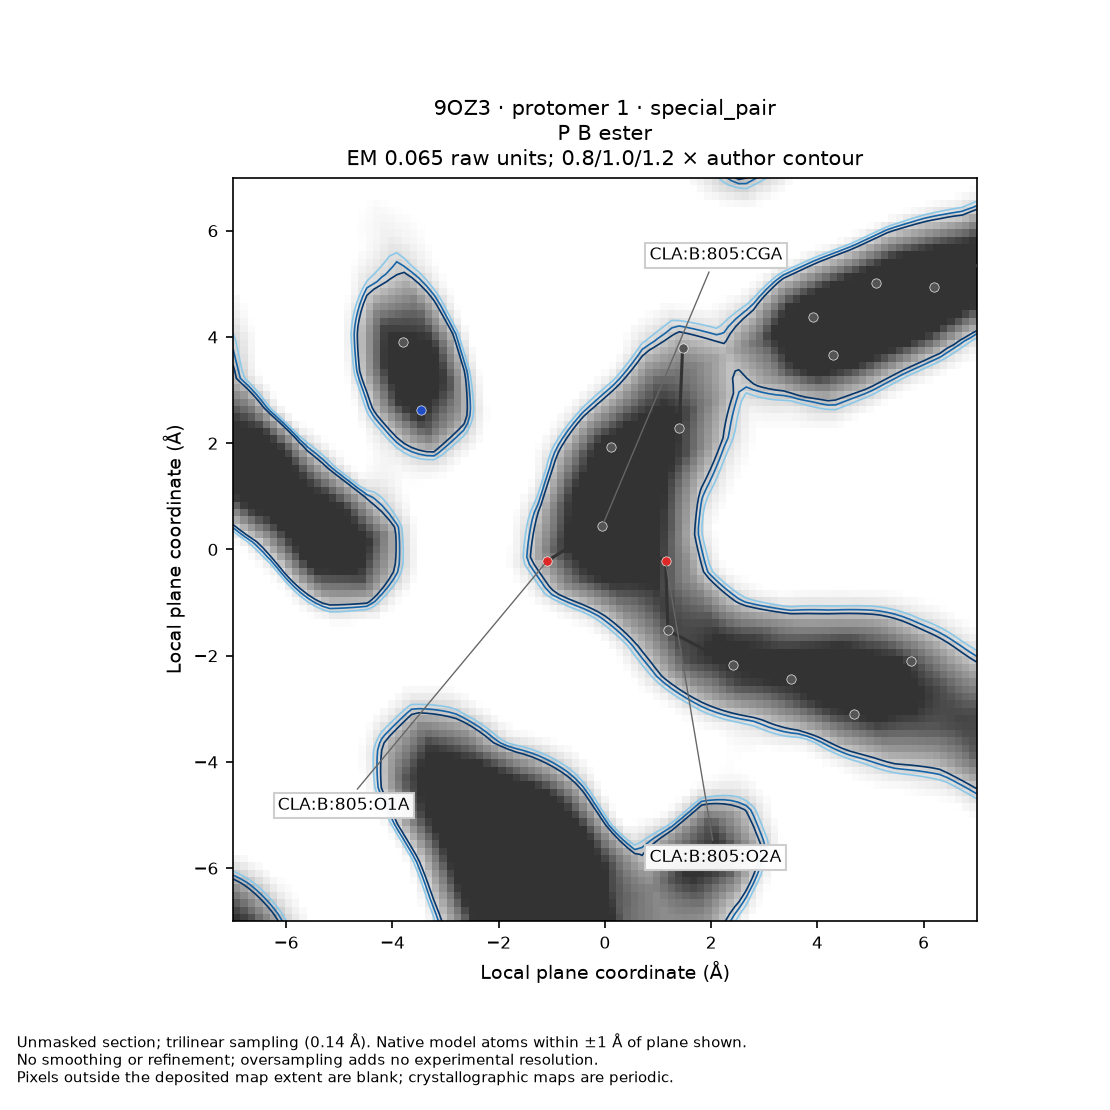 9OZ3 · protomer 1 · special_pair
P B ester
EM 0.065 raw units; 0.8/1.0/1.2 × author contour
CLA:B:805:CGA
CLA:B:805:O1A
CLA:B:805:O2A
Local plane coordinate (Å)
6
4
2
0
−2
−4
−6
−6
−4
−2
0
2
4
6
Local plane coordinate (Å)
Unmasked section; trilinear sampling (0.14 Å). Native model atoms within ±1 Å of plane shown.
No smoothing or refinement; oversampling adds no experimental resolution.
Pixels outside the deposited map extent are blank; crystallographic maps are periodic.